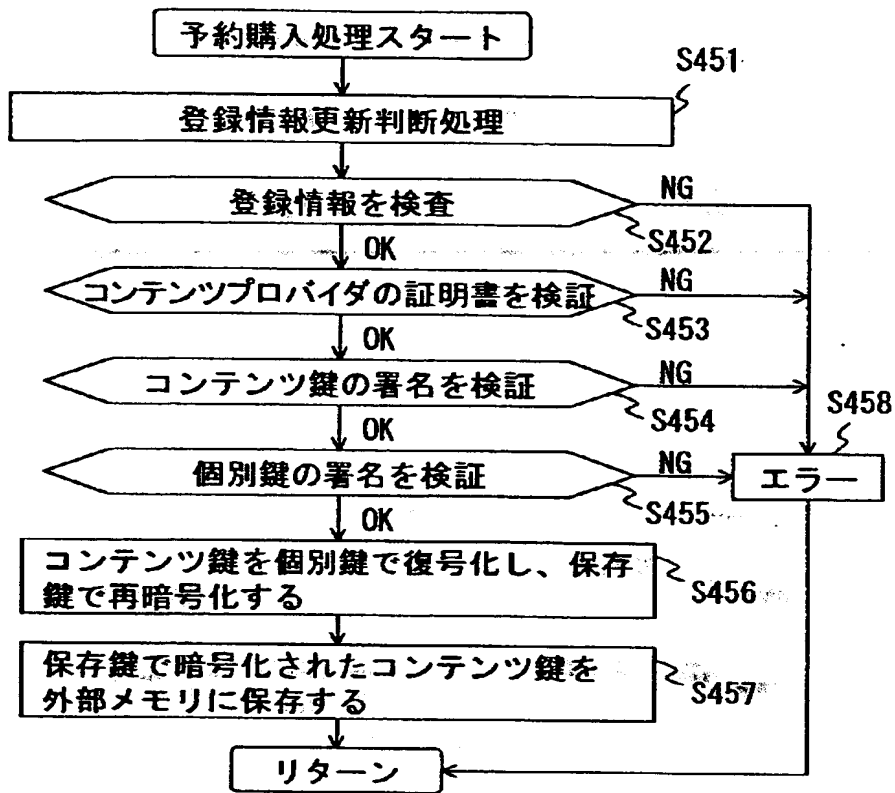 予約購入処理スタート
S451
登録情報更新判断処理
登録情報を検査
NG
S452
OK
コンテンツプロバイダの証明書を検証
NG
S453
OK
コンテンツ鍵の署名を検証
NG
S454
OK
S458
個別鍵の署名を検証
NG
エラー
S455
OK
コンテンツ鍵を個別鍵で復号化し、保存
鍵で再暗号化する
S456
保存鍵で暗号化されたコンテンツ鍵を
外部メモリに保存する
S457
リターン